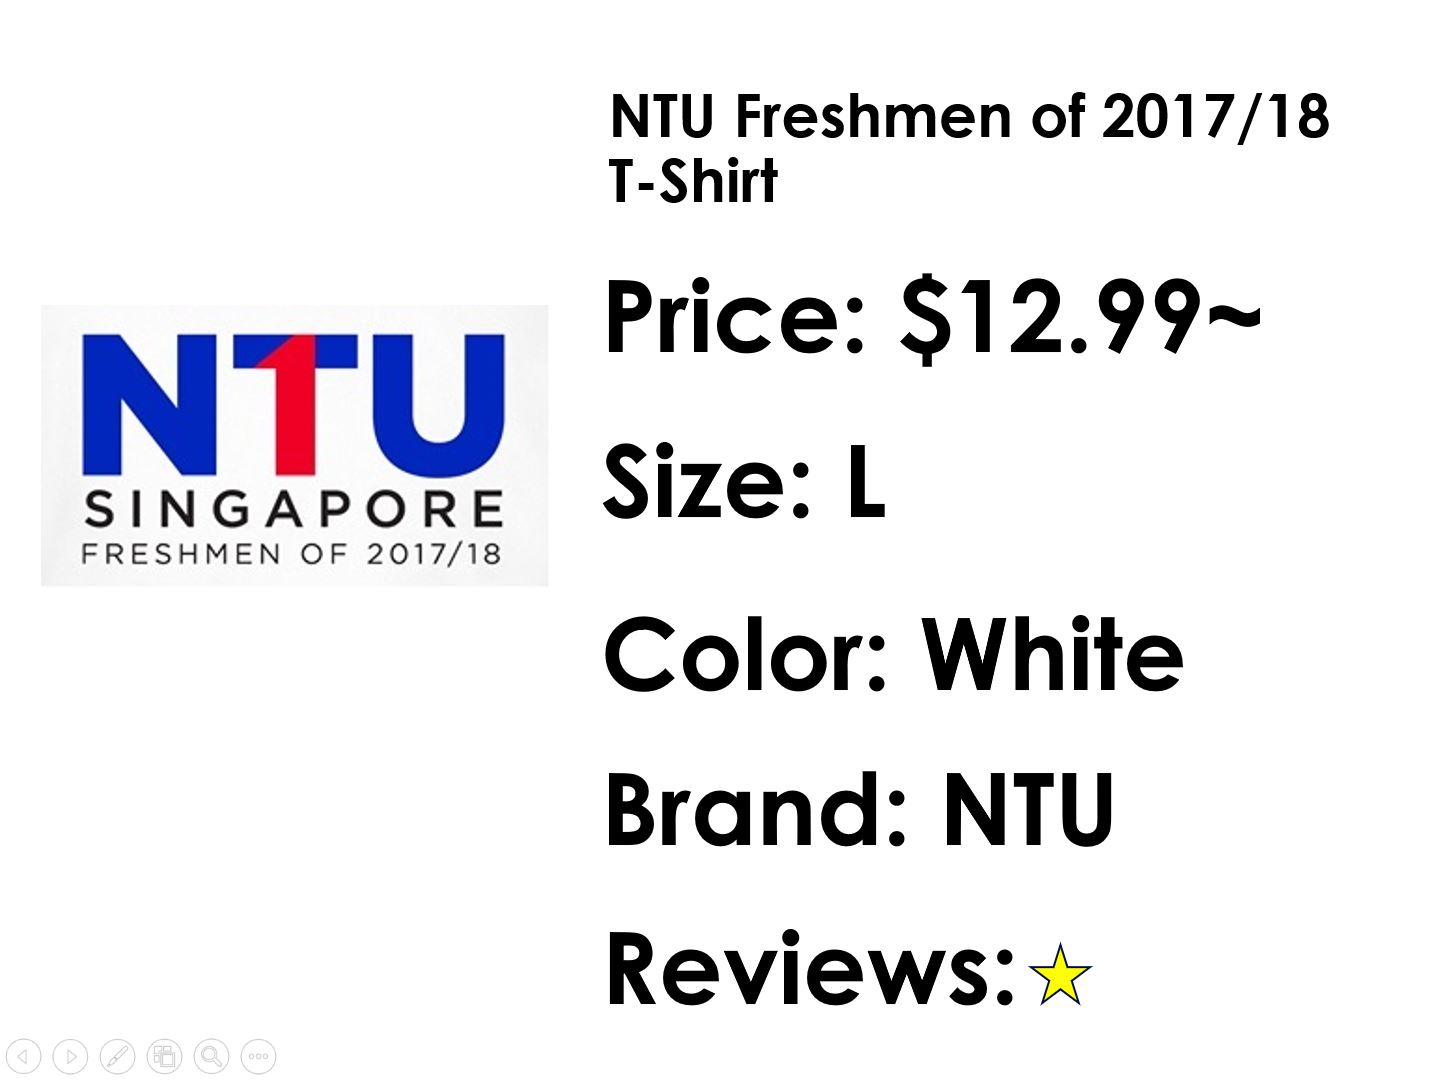 NTU Freshmen of 2017/18
T-Shirt
Price: $12.99~
NTU
SINGAPORE
FRESHMEN OF 2017/18
Size: L
Color: White
Brand: NTU
Reviews: